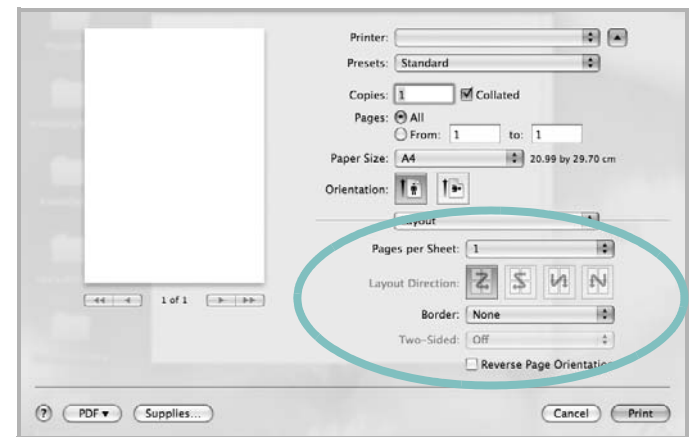 Printer:
Presets: Standard
Copies: 1 Collated
Pages: All
From: 1 to: 1
Paper Size: A4 20.99 by 29.70 cm
Orientation:
Layout
Pages per Sheet: 1
Layout Direction:
1 of 1
Border: None
Two-Sided: Off
Reverse Page Orientation
? PDF Supplies... Cancel Print